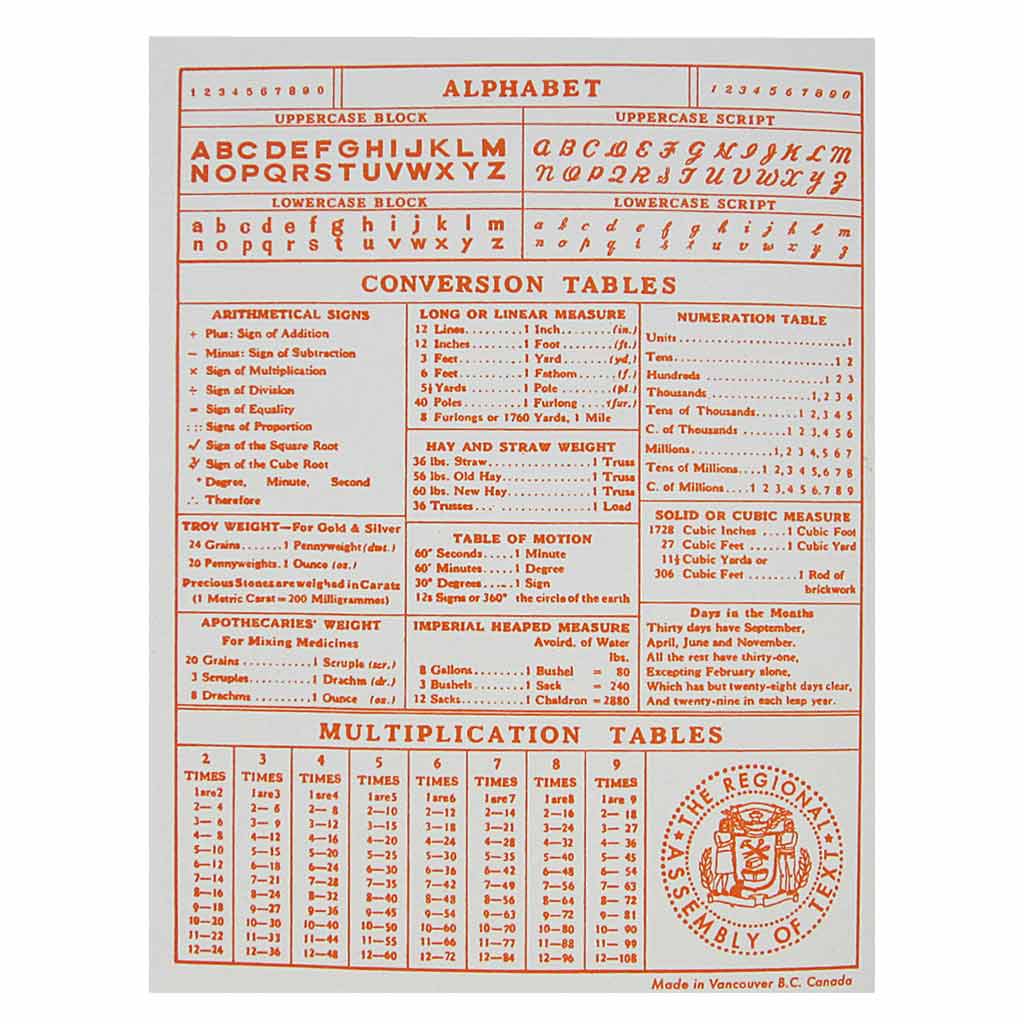 1 2 3 4 5 6 7 8 9 0
ALPHABET
1 2 3 4 5 6 7 8 9 0
UPPERCASE BLOCK
A B C D E F G H I J K L M
N O P Q R S T U V W X Y Z
UPPERCASE SCRIPT
A B C D E F G H I J K L M
N O P Q R S T U V W X Y Z
LOWERCASE BLOCK
a b c d e f g h i j k l m
n o p q r s t u v w x y z
LOWERCASE SCRIPT
a b c d e f g h i j k l m
n o p q r s t u v w x y z
CONVERSION TABLES
ARITHMETICAL SIGNS
+ Plus: Sign of Addition
− Minus: Sign of Subtraction
× Sign of Multiplication
÷ Sign of Division
= Sign of Equality
: :: Signs of Proportion
√ Sign of the Square Root
∛ Sign of the Cube Root
° Degree, Minute, Second
∴ Therefore
TROY WEIGHT—For Gold & Silver
24 Grains.......1 Pennyweight(dwt.)
20 Pennyweights. 1 Ounce (oz.)
Precious Stones are weighed in Carats
(1 Metric Carat = 200 Milligrammes)
APOTHECARIES' WEIGHT
For Mixing Medicines
20 Grains...........1 Scruple (scr.)
3 Scruples..........1 Drachm (dr.)
8 Drachms..........1 Ounce (oz.)
LONG OR LINEAR MEASURE
12 Lines.........1 Inch.......(in.)
12 Inches........1 Foot.......(ft.)
3 Feet.........1 Yard.......(yd.)
6 Feet.........1 Fathom....(f.)
5½ Yards........1 Pole.......(pl.)
40 Poles.........1 Furlong...(fur.)
8 Furlongs or 1760 Yards, 1 Mile
HAY AND STRAW WEIGHT
36 lbs. Straw..............1 Truss
56 lbs. Old Hay............1 Truss
60 lbs. New Hay...........1 Truss
36 Trusses................1 Load
TABLE OF MOTION
60" Seconds.....1 Minute
60' Minutes.....1 Degree
30° Degrees.....1 Sign
12s Signs or 360° the circle of the earth
IMPERIAL HEAPED MEASURE
Avoird. of Water
lbs.
8 Gallons........1 Bushel = 80
3 Bushels........1 Sack = 240
12 Sacks.........1 Chaldron =2880
NUMERATION TABLE
Units.............................1
Tens...........................1 2
Hundreds...................1 2 3
Thousands................1,2 3 4
Tens of Thousands.......1 2,3 4 5
C. of Thousands.......1 2 3,4 5 6
Millions..............1,2 3 4,5 6 7
Tens of Millions....1 2,3 4 5,6 7 8
C. of Millions....1 2 3,4 5 6.7 8 9
SOLID OR CUBIC MEASURE
1728 Cubic Inches ....1 Cubic Foot
27 Cubic Feet......1 Cubic Yard
11⅓ Cubic Yards or
306 Cubic Feet.........1 Rod of
brickwork
Days in the Months
Thirty days have September,
April, June and November.
All the rest have thirty-one,
Excepting February alone,
Which has but twenty-eight days clear,
And twenty-nine in each leap year.
MULTIPLICATION TABLES
2 3 4 5 6 7 8 9
TIMES TIMES TIMES TIMES TIMES TIMES TIMES TIMES
1 are 2 1 are 3 1 are 4 1 are 5 1 are 6 1 are 7 1 are 8 1 are 9
2—4 2—6 2—8 2—10 2—12 2—14 2—16 2—18
3—6 3—9 3—12 3—15 3—18 3—21 3—24 3—27
4—8 4—12 4—16 4—20 4—24 4—28 4—32 4—36
5—10 5—15 5—20 5—25 5—30 5—35 5—40 5—45
6—12 6—18 6—24 6—30 6—36 6—42 6—48 6—54
7—14 7—21 7—28 7—35 7—42 7—49 7—56 7—63
8—16 8—24 8—32 8—40 8—48 8—56 8—64 8—72
9—18 9—27 9—36 9—45 9—54 9—63 9—72 9—81
10—20 10—30 10—40 10—50 10—60 10—70 10—80 10—90
11—22 11—33 11—44 11—55 11—66 11—77 11—88 11—99
12—24 12—36 12—48 12—60 12—72 12—84 12—96 12—108
THE REGIONAL ASSEMBLY OF TEXT
Made in Vancouver B.C. Canada